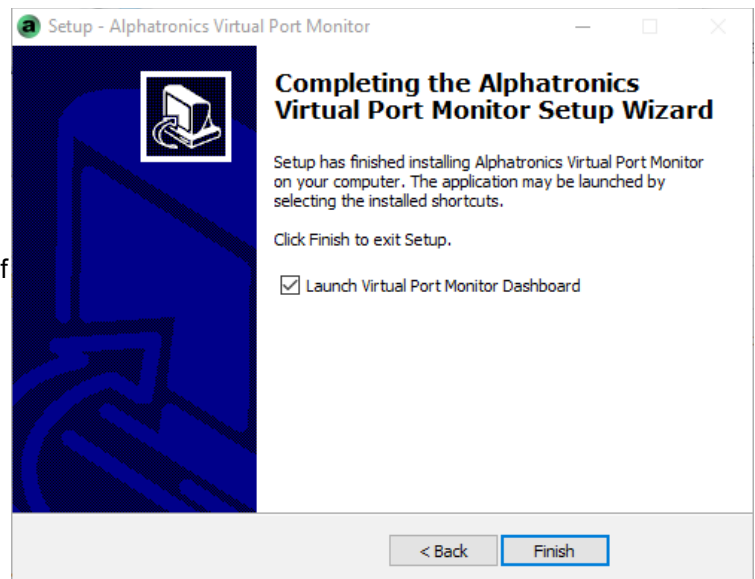 a Setup - Alphatronics Virtual Port Monitor
Completing the Alphatronics
Virtual Port Monitor Setup Wizard
Setup has finished installing Alphatronics Virtual Port Monitor
on your computer. The application may be launched by
selecting the installed shortcuts.
Click Finish to exit Setup.
f
Launch Virtual Port Monitor Dashboard
< Back Finish